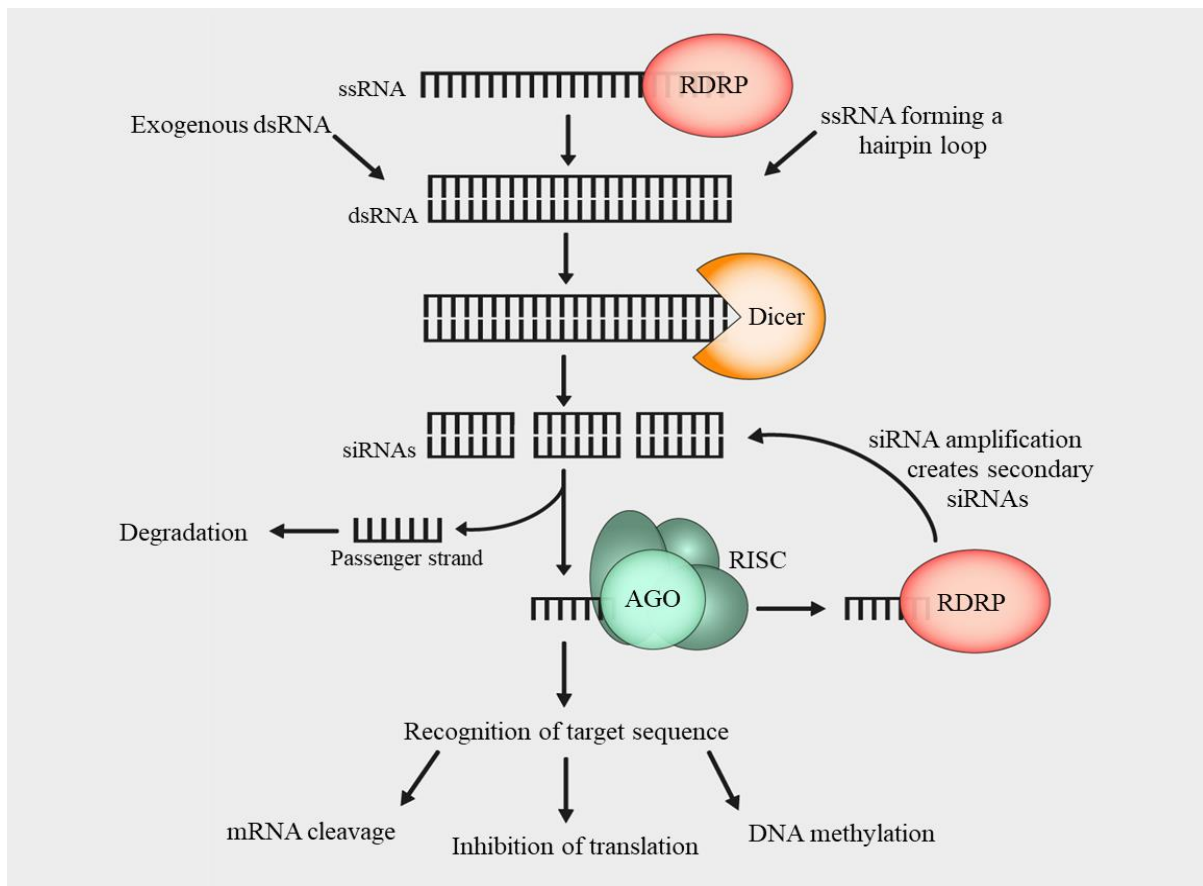 ssRNA
RDRP
Exogenous dsRNA
ssRNA forming a
hairpin loop
dsRNA
Dicer
siRNAs
siRNA amplification
creates secondary
siRNAs
Degradation
Passenger strand
RISC
AGO
RDRP
Recognition of target sequence
mRNA cleavage
Inhibition of translation
DNA methylation